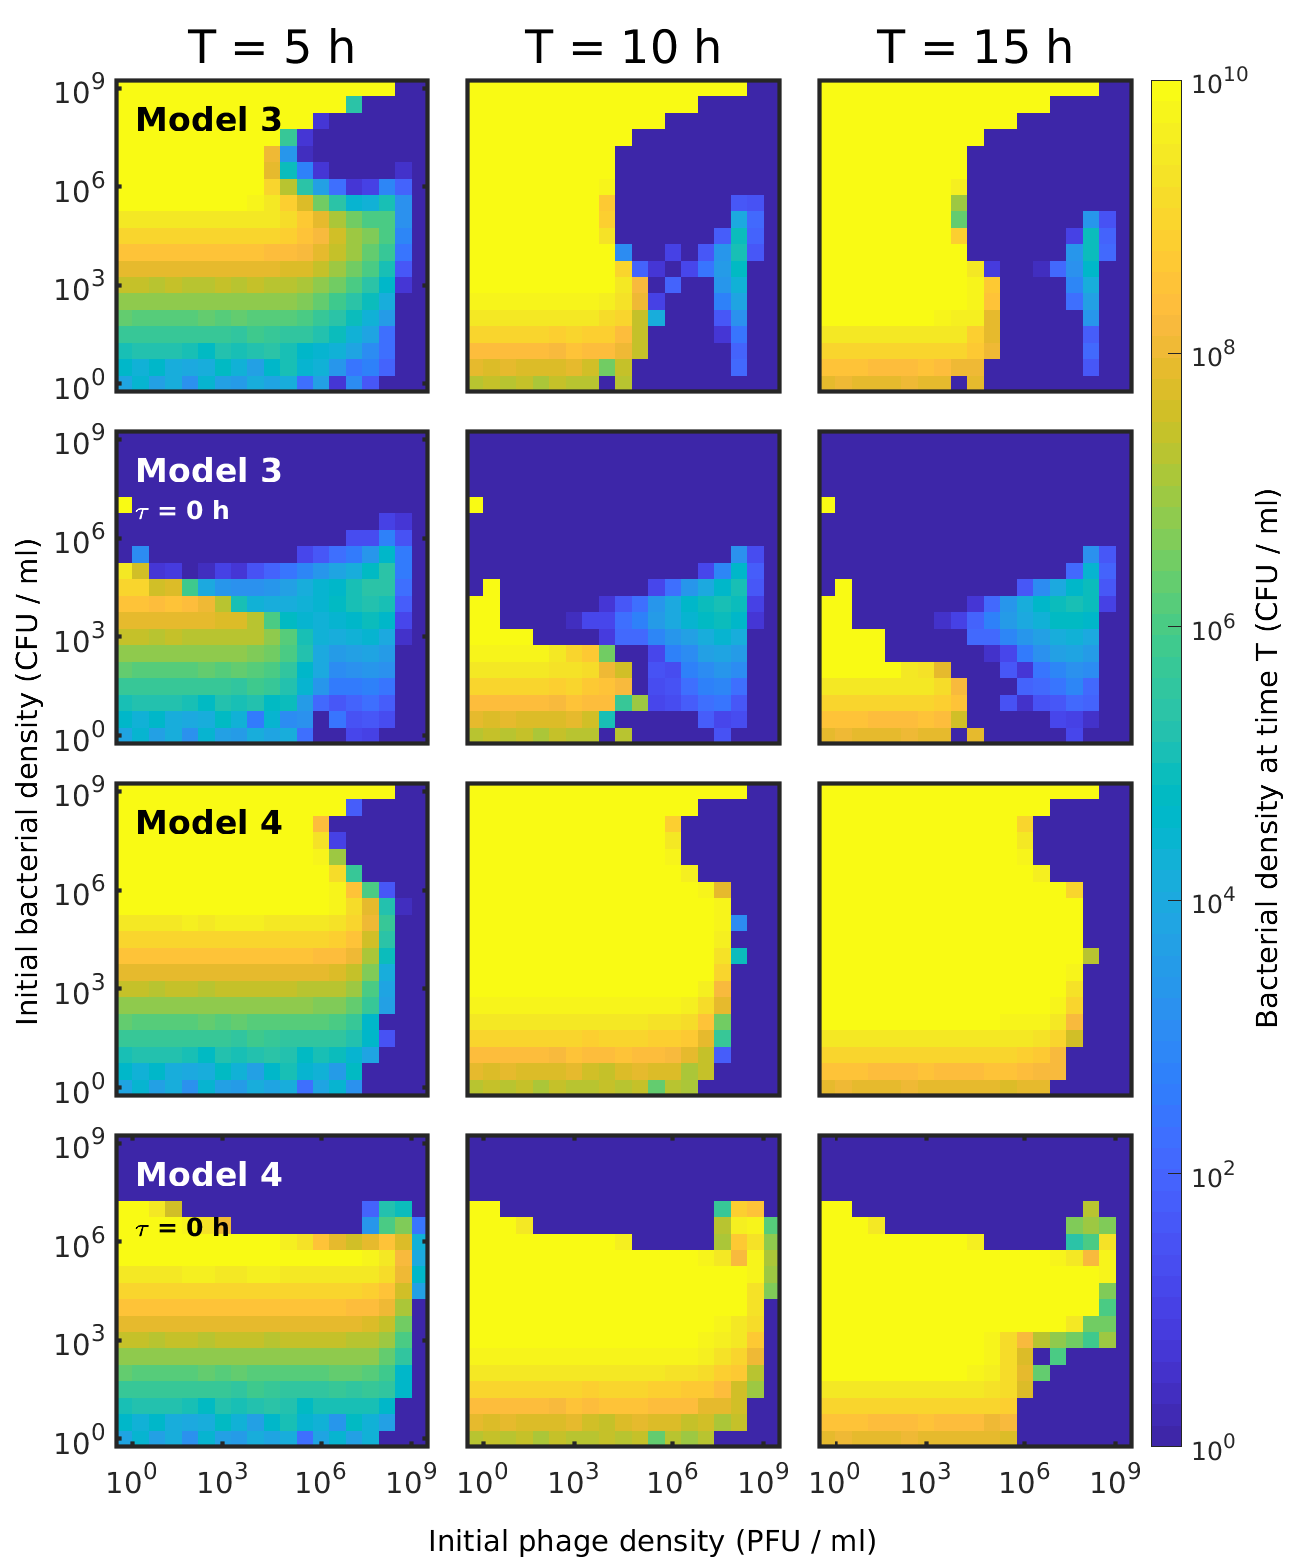 T = 5 h
T = 10 h
T = 15 h
10^9
Model 3
10^6
10^3
10^0
10^9
Model 3
τ = 0 h
10^6
10^3
10^0
10^9
Model 4
10^6
10^3
10^0
10^9
Model 4
τ = 0 h
10^6
10^3
10^0
10^0 10^3 10^6 10^9
10^0 10^3 10^6 10^9
10^0 10^3 10^6 10^9
Initial phage density (PFU / ml)
Initial bacterial density (CFU / ml)
10^10
10^8
10^6
10^4
10^2
10^0
Bacterial density at time T (CFU / ml)